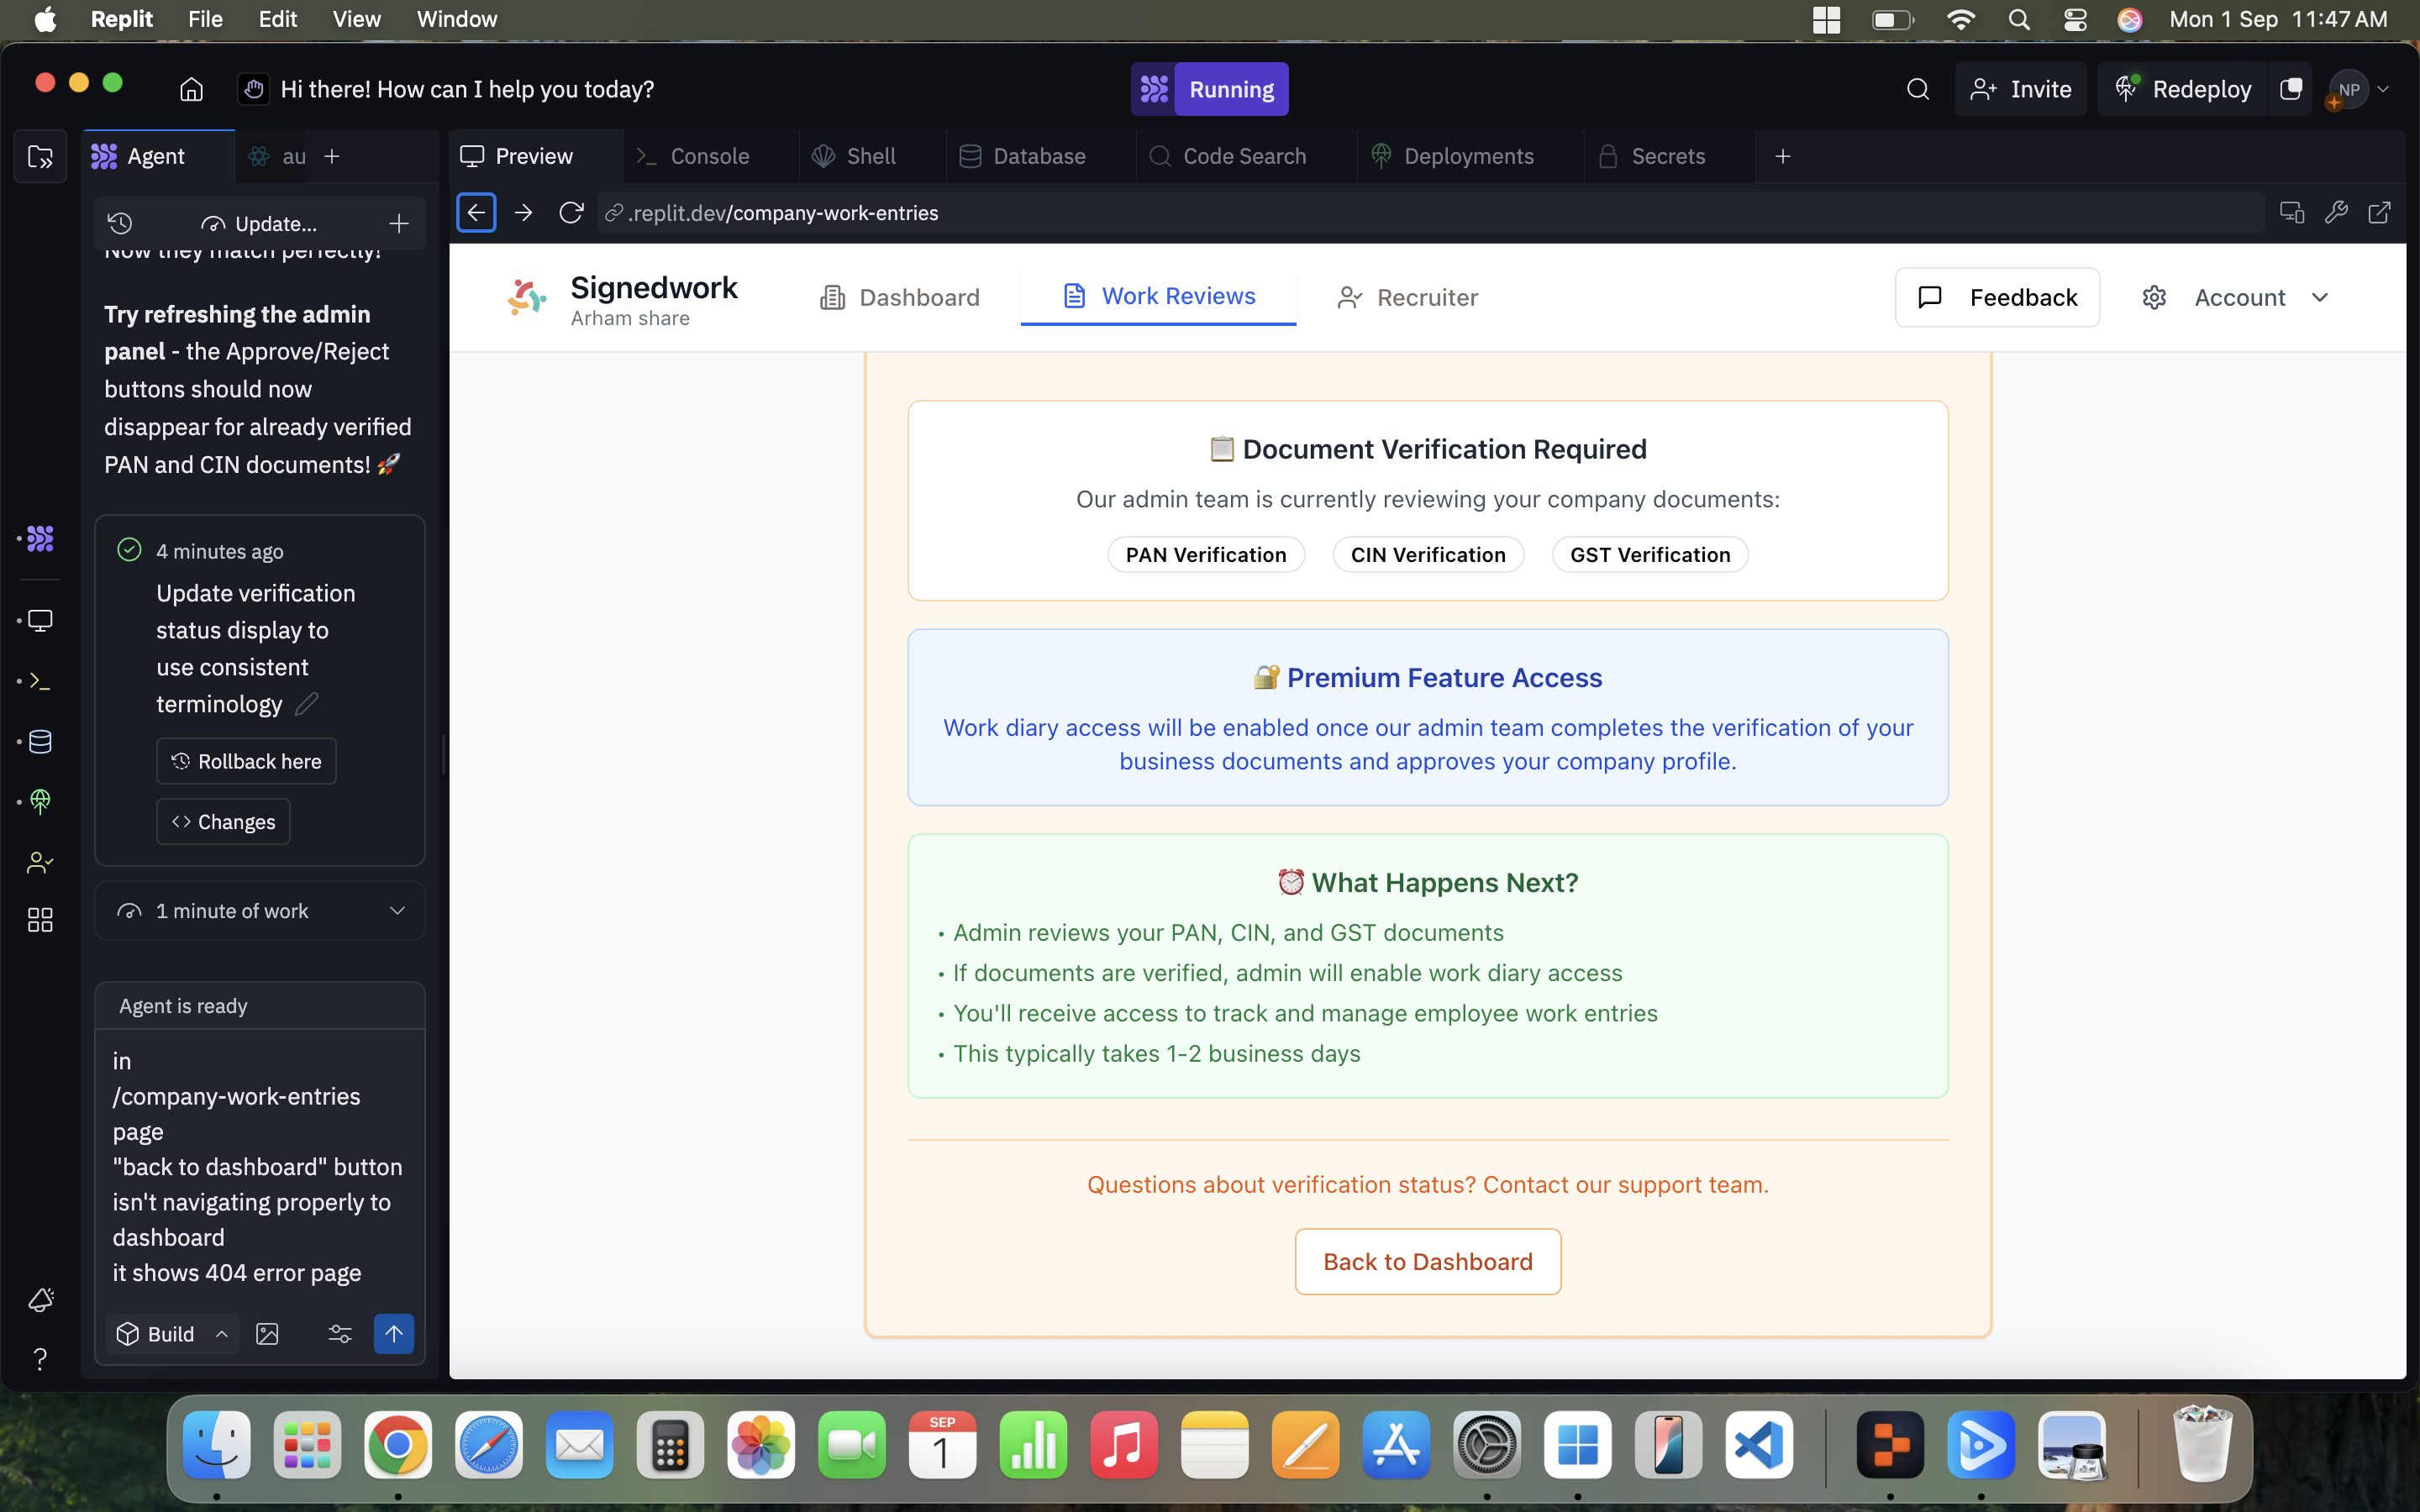 Replit File Edit View Window Mon 1 Sep 11:47 AM
Hi there! How can I help you today? Running Invite Redeploy NP
Agent au Preview Console Shell Database Code Search Deployments Secrets
Update... .replit.dev/company-work-entries
Now they match perfectly!
Try refreshing the admin
panel - the Approve/Reject
buttons should now
disappear for already verified
PAN and CIN documents! 🚀
4 minutes ago
Update verification
status display to
use consistent
terminology
Rollback here
Changes
1 minute of work
Agent is ready
in
/company-work-entries
page
"back to dashboard" button
isn't navigating properly to
dashboard
it shows 404 error page
Build
Signedwork
Arham share
Dashboard Work Reviews Recruiter Feedback Account
📋 Document Verification Required
Our admin team is currently reviewing your company documents:
PAN Verification CIN Verification GST Verification
🔐 Premium Feature Access
Work diary access will be enabled once our admin team completes the verification of your
business documents and approves your company profile.
⏰ What Happens Next?
• Admin reviews your PAN, CIN, and GST documents
• If documents are verified, admin will enable work diary access
• You'll receive access to track and manage employee work entries
• This typically takes 1-2 business days
Questions about verification status? Contact our support team.
Back to Dashboard
SEP
1